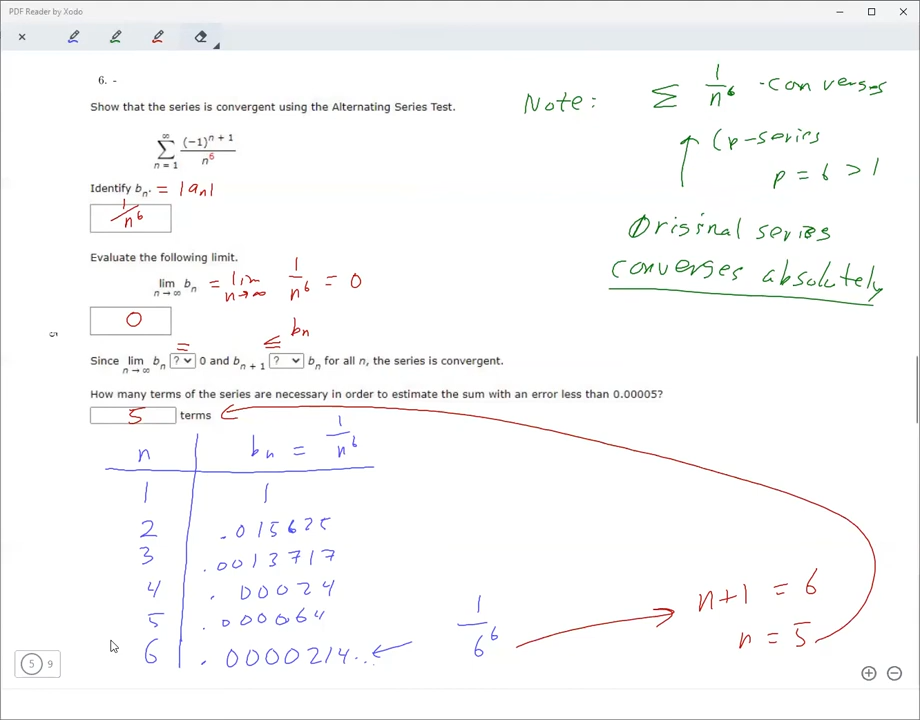 PDF Reader by Xodo
6. -
Show that the series is convergent using the Alternating Series Test.
∞ Σ n = 1 (-1)^(n + 1) / n^6
Identify b_n. = |a_n|
1/n^6
Evaluate the following limit.
lim n→∞ b_n = lim n→∞ 1/n^6 = 0
0
= ≤ b_n
Since lim n→∞ b_n ? 0 and b_(n + 1) ? b_n for all n, the series is convergent.
How many terms of the series are necessary in order to estimate the sum with an error less than 0.00005?
5 terms
n b_n = 1/n^6
1 1
2 .015625
3 .0013717
4 .00024
5 .000064
6 .0000214...
1/6^6
n+1 = 6
n = 5
Note: Σ 1/n^6 -converges
(p-series
p = 6 > 1
Original series
converges absolutely
5
5 9